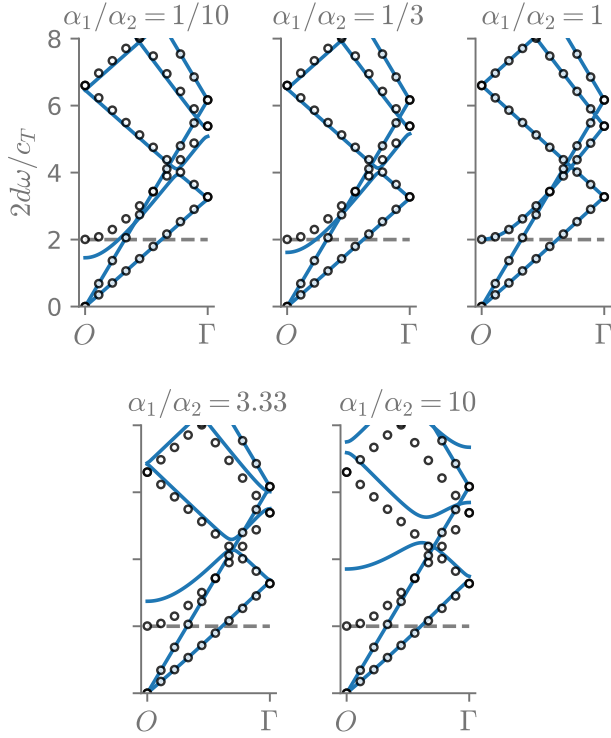 α₁/α₂ = 1/10
α₁/α₂ = 1/3
α₁/α₂ = 1
2dω/c_T
8
6
4
2
0
O Γ
O Γ
O Γ
α₁/α₂ = 3.33
α₁/α₂ = 10
O Γ
O Γ